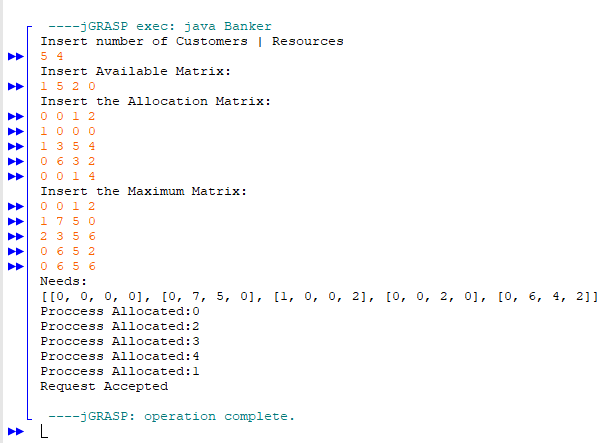 ----jGRASP exec: java Banker
Insert number of Customers | Resources
5 4
Insert Available Matrix:
1 5 2 0
Insert the Allocation Matrix:
0 0 1 2
1 0 0 0
1 3 5 4
0 6 3 2
0 0 1 4
Insert the Maximum Matrix:
0 0 1 2
1 7 5 0
2 3 5 6
0 6 5 2
0 6 5 6
Needs:
[[0, 0, 0, 0], [0, 7, 5, 0], [1, 0, 0, 2], [0, 0, 2, 0], [0, 6, 4, 2]]
Proccess Allocated:0
Proccess Allocated:2
Proccess Allocated:3
Proccess Allocated:4
Proccess Allocated:1
Request Accepted
----jGRASP: operation complete.